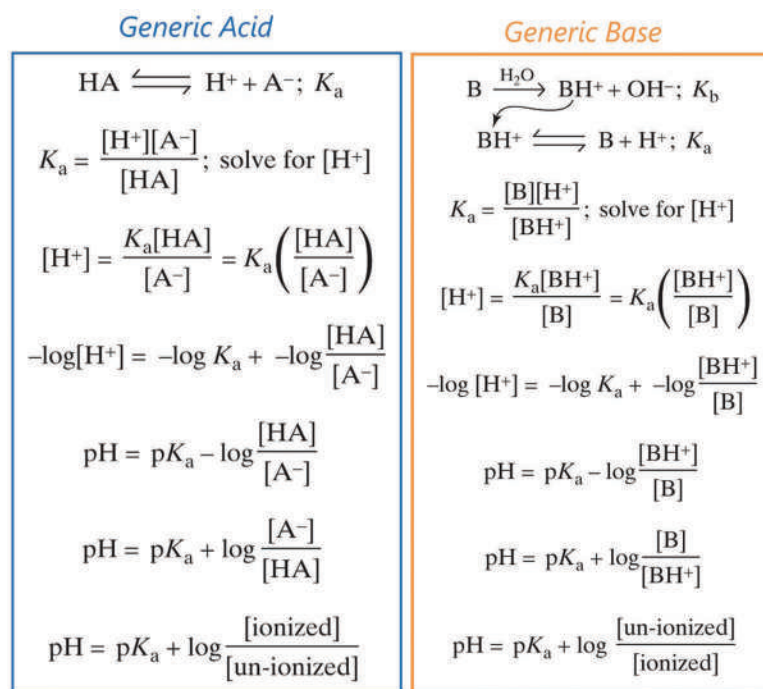 Generic Acid
HA ⇌ H⁺ + A⁻; Kₐ
Kₐ = [H⁺][A⁻] / [HA]; solve for [H⁺]
[H⁺] = Kₐ[HA] / [A⁻] = Kₐ([HA] / [A⁻])
–log[H⁺] = –log Kₐ + –log [HA] / [A⁻]
pH = pKₐ – log [HA] / [A⁻]
pH = pKₐ + log [A⁻] / [HA]
pH = pKₐ + log [ionized] / [un-ionized]
Generic Base
B H₂O → BH⁺ + OH⁻; K_b
BH⁺ ⇌ B + H⁺; Kₐ
Kₐ = [B][H⁺] / [BH⁺]; solve for [H⁺]
[H⁺] = Kₐ[BH⁺] / [B] = Kₐ([BH⁺] / [B])
–log [H⁺] = –log Kₐ + –log [BH⁺] / [B]
pH = pKₐ – log [BH⁺] / [B]
pH = pKₐ + log [B] / [BH⁺]
pH = pKₐ + log [un-ionized] / [ionized]